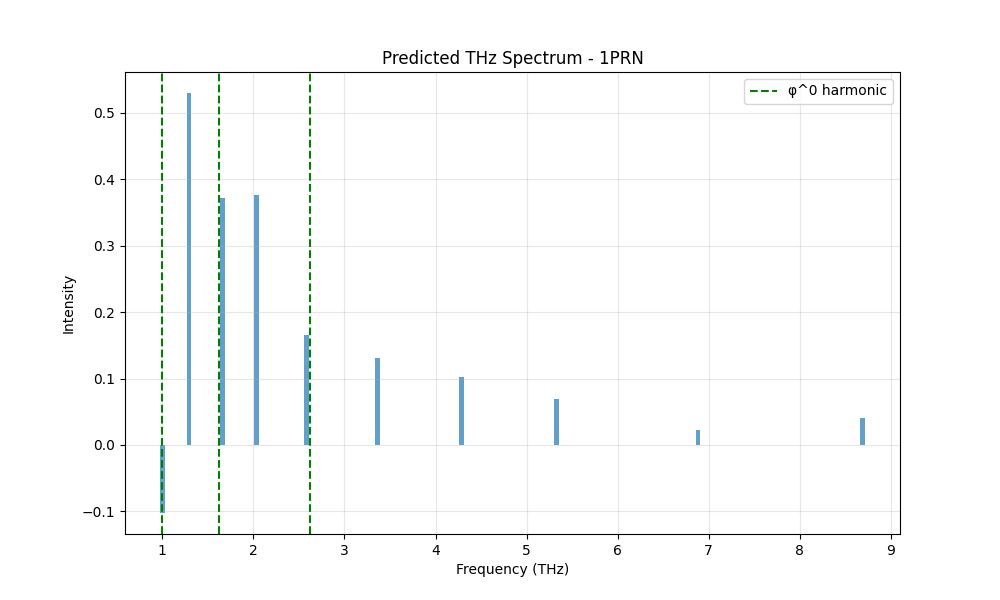 Predicted THz Spectrum - 1PRN
φ^0 harmonic
Intensity
0.5
0.4
0.3
0.2
0.1
0.0
−0.1
1 2 3 4 5 6 7 8 9
Frequency (THz)